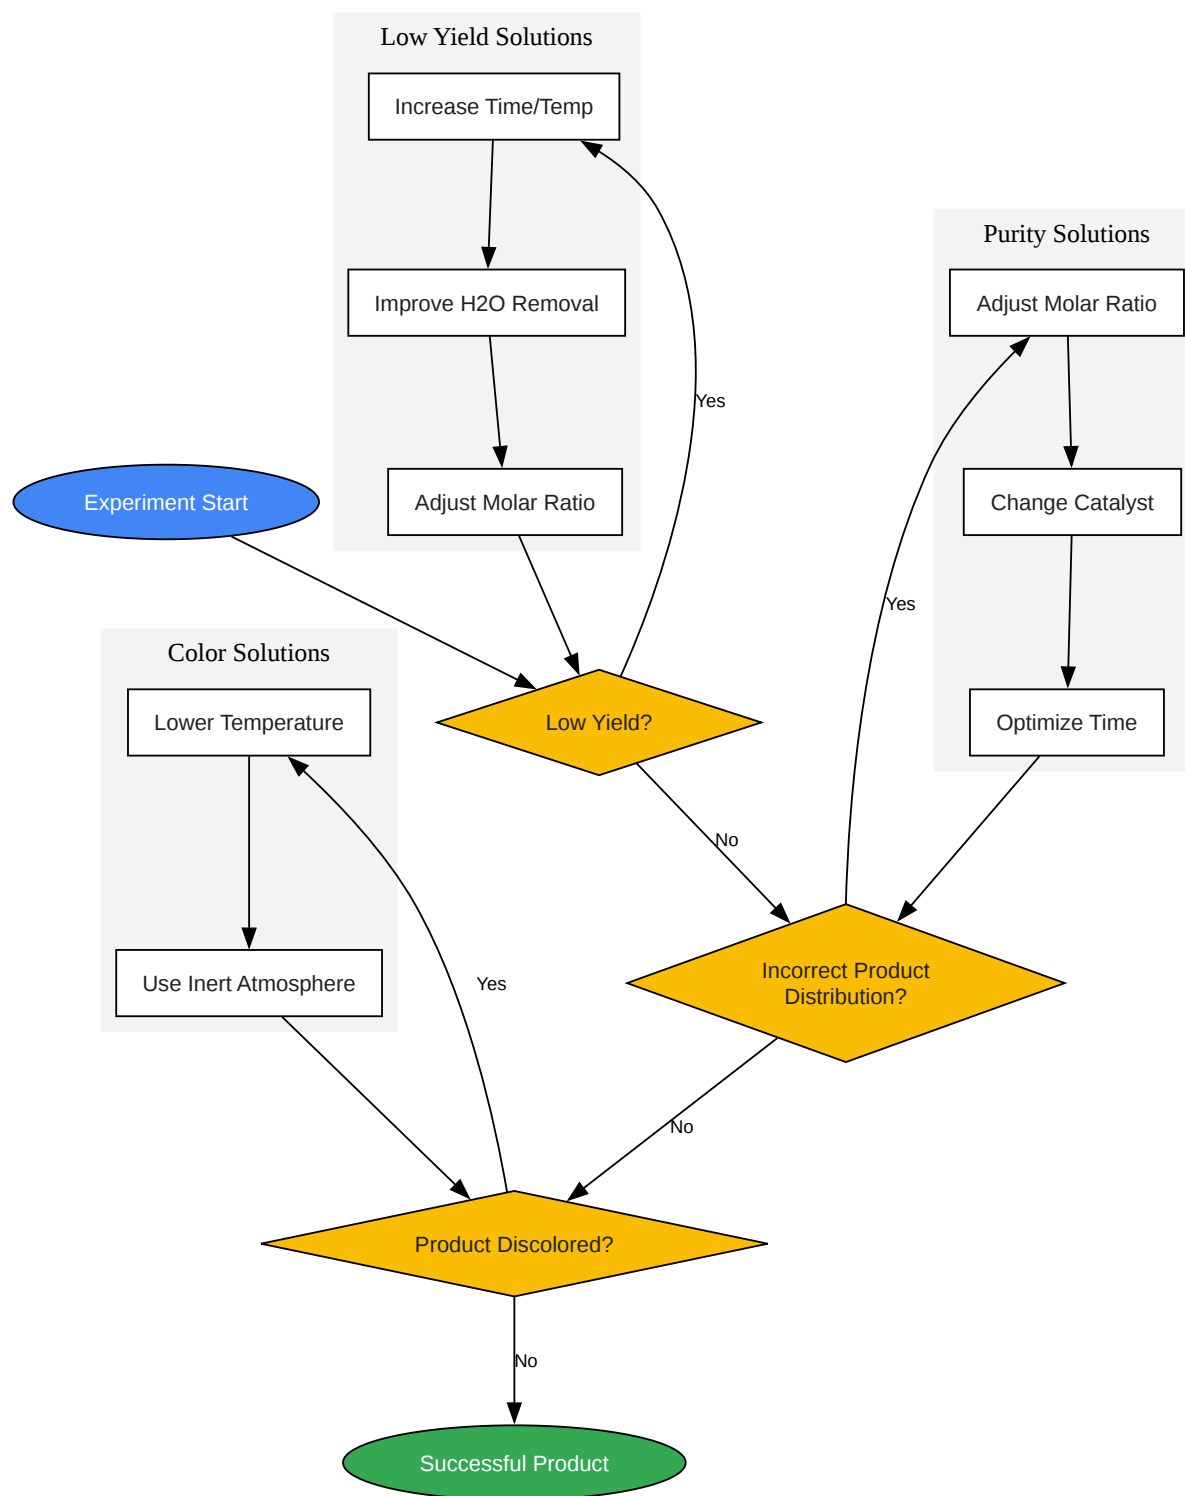 Low Yield Solutions
Increase Time/Temp
Purity Solutions
Improve H2O Removal
Adjust Molar Ratio
Yes
Experiment Start
Adjust Molar Ratio
Change Catalyst
Yes
Color Solutions
Lower Temperature
Low Yield?
Optimize Time
No
Use Inert Atmosphere
Yes
Incorrect Product
Distribution?
No
Product Discolored?
No
Successful Product